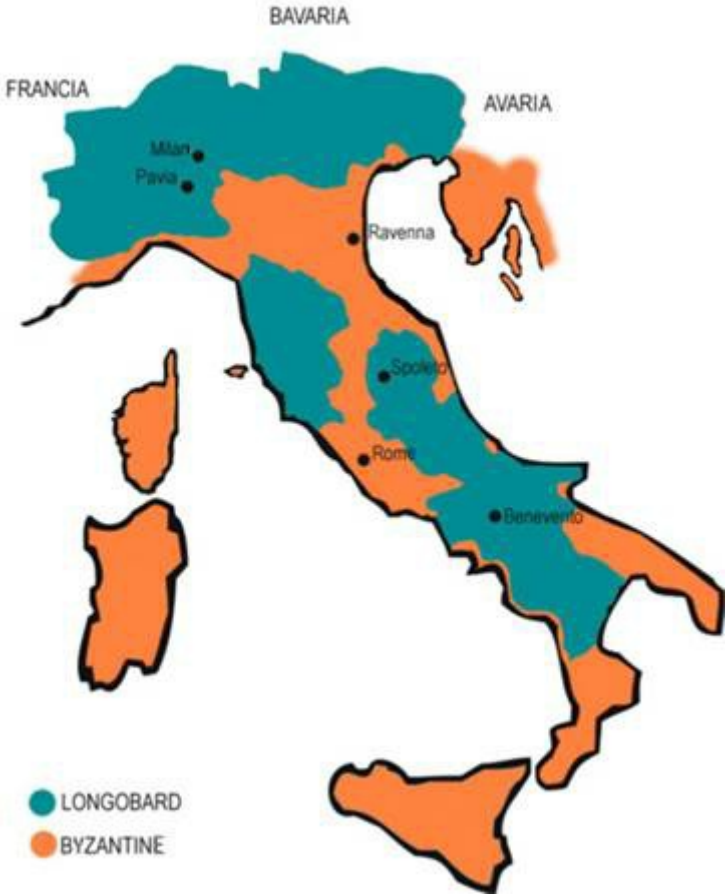 BAVARIA
FRANCIA
AVARIA
Milan
Pavia
Ravenna
Spoleto
Rome
Benevento
LONGOBARD
BYZANTINE